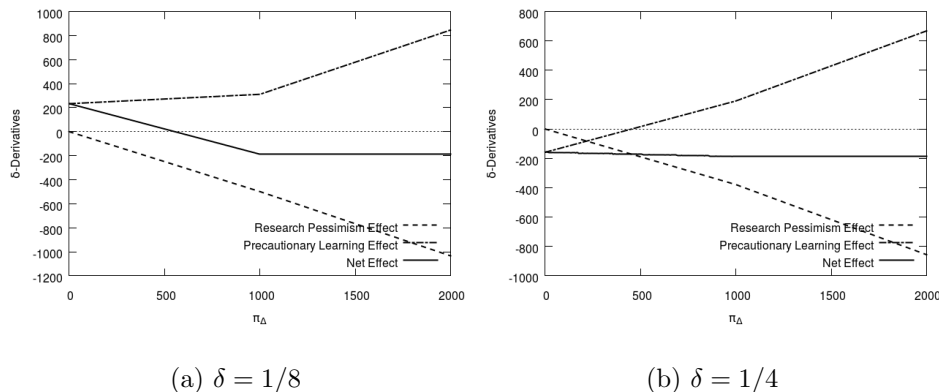 1000
800
600
400
200
0
-200
-400
-600
-800
-1000
-1200
δ-Derivatives
Research Pessimism Effect
Precautionary Learning Effect
Net Effect
0 500 1000 1500 2000
πΔ
(a) δ = 1/8
800
600
400
200
0
-200
-400
-600
-800
-1000
δ-Derivatives
Research Pessimism Effect
Precautionary Learning Effect
Net Effect
0 500 1000 1500 2000
πΔ
(b) δ = 1/4